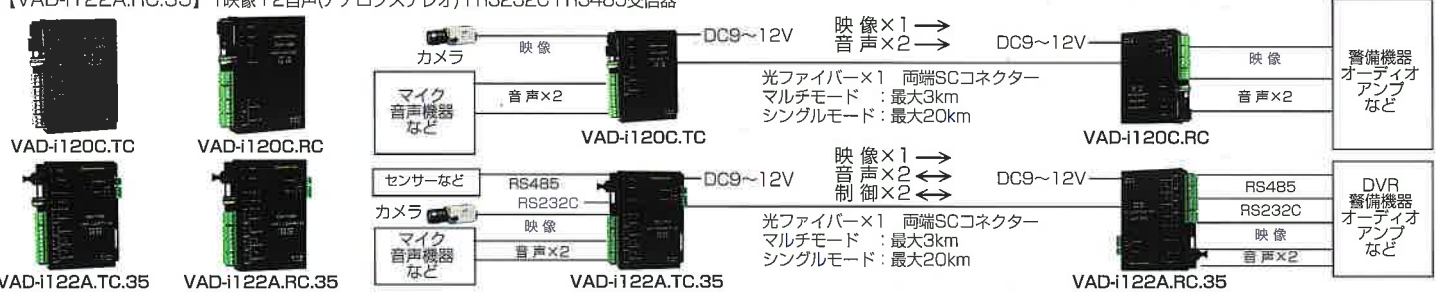 【VAD-i122A.RC.35】1映像+2音声(アナログステレオ)+RS232C+RS485受信器
VAD-i120C.TC
VAD-i120C.RC
カメラ
映像
マイク
音声機器
など
音声×2
DC9〜12V
VAD-i120C.TC
映像×1→
音声×2→
光ファイバー×1 両端SCコネクター
マルチモード :最大3km
シングルモード:最大20km
DC9〜12V
VAD-i120C.RC
映像
音声×2
警備機器
オーディオ
アンプ
など
VAD-i122A.TC.35
VAD-i122A.RC.35
センサーなど
RS485
RS232C
カメラ
映像
マイク
音声機器
など
音声×2
DC9〜12V
VAD-i122A.TC.35
映像×1→
音声×2↔
制御×2↔
光ファイバー×1 両端SCコネクター
マルチモード :最大3km
シングルモード:最大20km
DC9〜12V
VAD-i122A.RC.35
RS485
RS232C
映像
音声×2
DVR
警備機器
オーディオ
アンプ
など